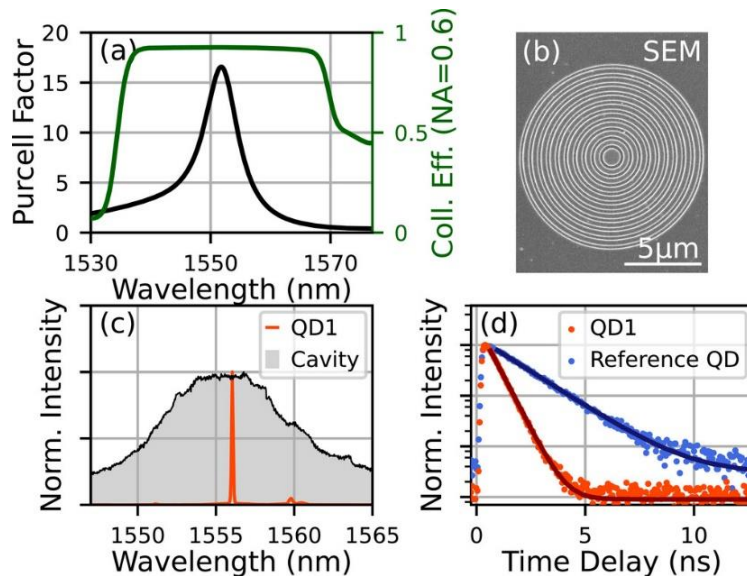 (a)
Purcell Factor
20
15
10
5
0
1530
1550
1570
Wavelength (nm)
1
0.5
0
Coll. Eff. (NA=0.6)
(b)
SEM
5μm
(c)
QD1
Cavity
Norm. Intensity
1550
1555
1560
1565
Wavelength (nm)
(d)
QD1
Reference QD
Norm. Intensity
0
5
10
Time Delay (ns)